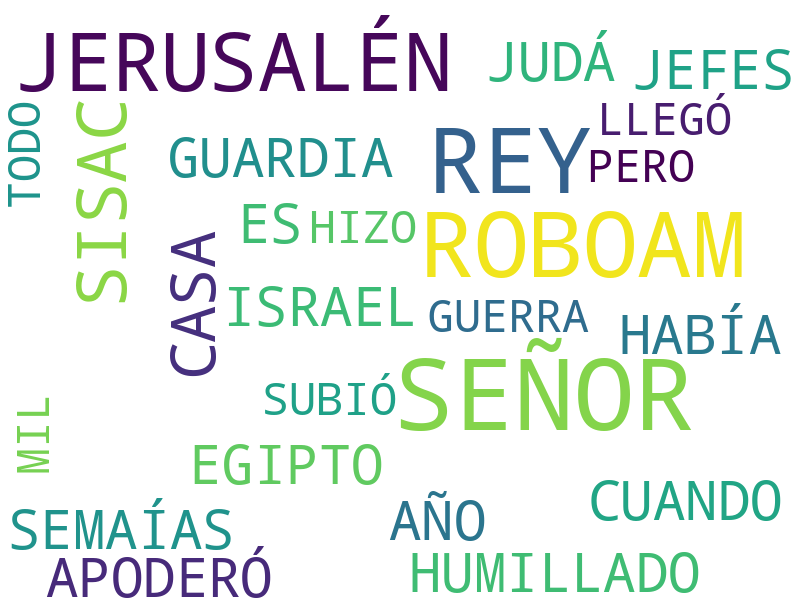 JERUSALÉN
JUDÁ
JEFES
TODO
SISAC
GUARDIA
REY
LLEGÓ
PERO
ES
HIZO
ROBOAM
CASA
ISRAEL
GUERRA
HABÍA
SUBIÓ
SEÑOR
MIL
EGIPTO
CUANDO
SEMAÍAS
AÑO
APODERÓ
HUMILLADO